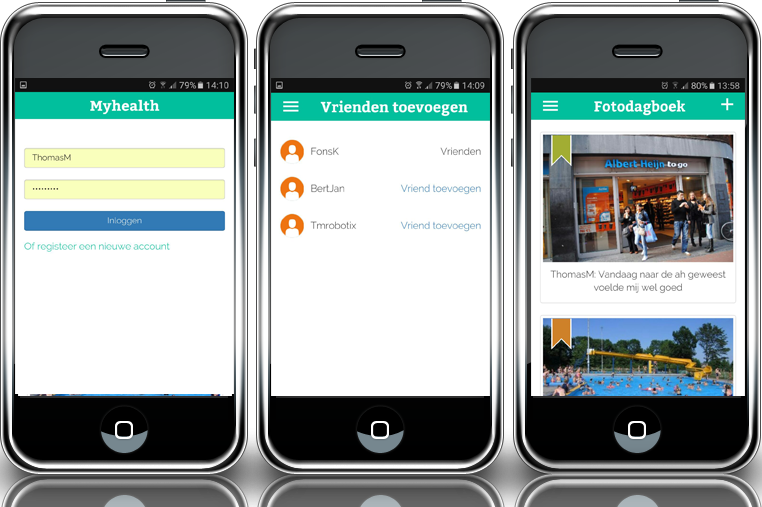 79% 14:10
Myhealth
ThomasM
•••••••••
Inloggen
Of registeer een nieuwe account
79% 14:09
Vrienden toevoegen
FonsK Vrienden
BertJan Vriend toevoegen
Tmrobotix Vriend toevoegen
80% 13:58
Fotodagboek +
Albert Heijn to go
ThomasM: Vandaag naar de ah geweest
voelde mij wel goed